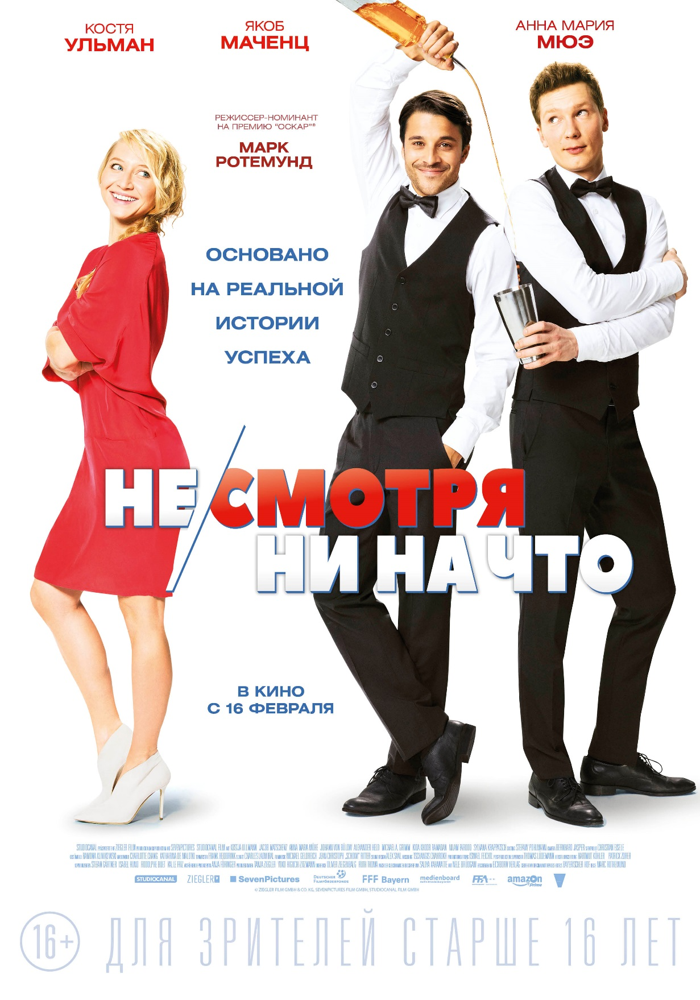 КОСТЯ
УЛЬМАН
ЯКОБ
МАЧЕНЦ
АННА МАРИЯ
МЮЭ
РЕЖИССЕР-НОМИНАНТ
НА ПРЕМИЮ "ОСКАР"®
МАРК
РОТЕМУНД
ОСНОВАНО
НА РЕАЛЬНОЙ
ИСТОРИИ
УСПЕХА
НЕ/СМОТРЯ
НИ НА ЧТО
В КИНО
С 16 ФЕВРАЛЯ
STUDIOCANAL
ZIEGLER
SevenPictures
DEUTSCHER
FILMFÖRDERFONDS
FFF Bayern
medienboard
FFA
amazon
Prime
© ZIEGLER FILM GMBH & CO. KG, SEVENPICTURES FILM GMBH, STUDIOCANAL FILM GMBH
16+ ДЛЯ ЗРИТЕЛЕЙ СТАРШЕ 16 ЛЕТ